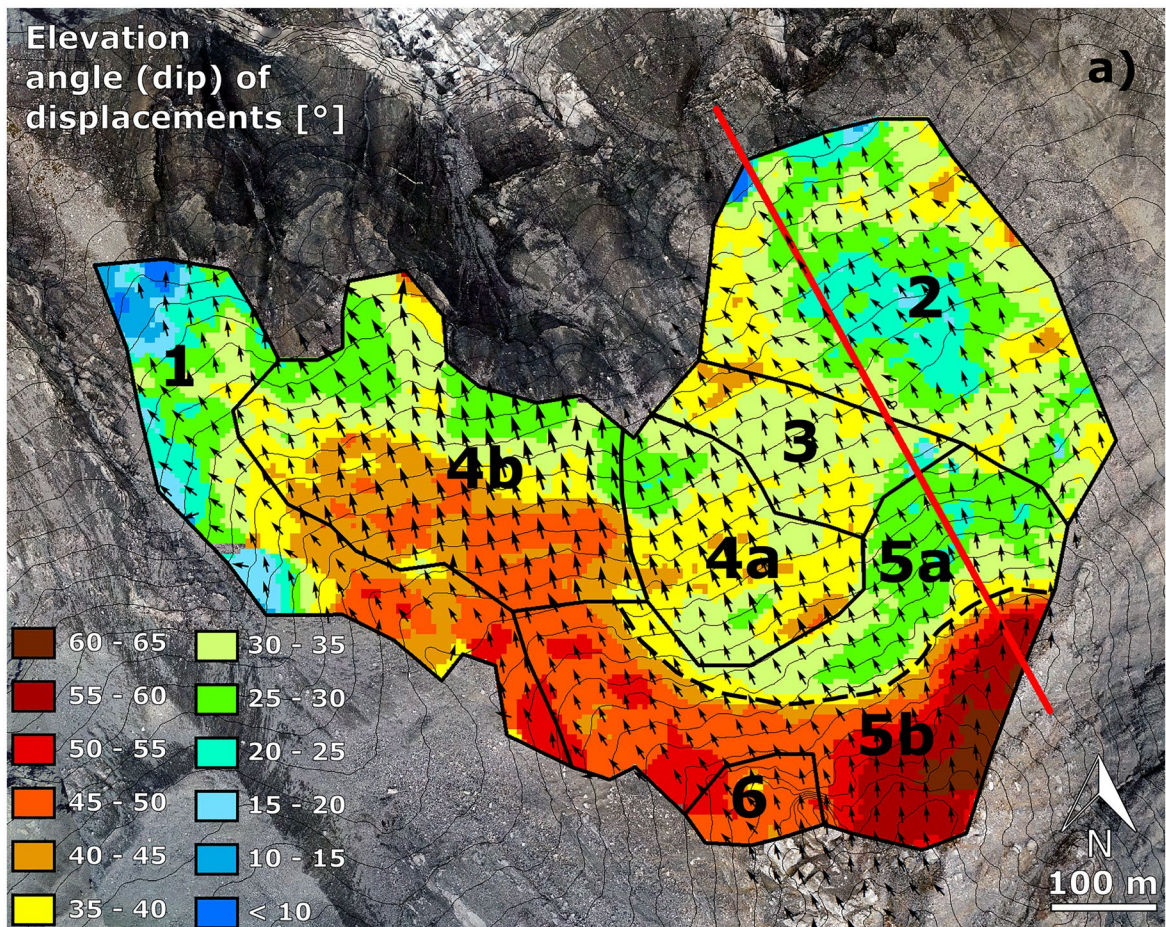 Elevation
angle (dip) of
displacements [°]
a)
1
2
3
4b
4a
5a
5b
6
60 - 65
55 - 60
50 - 55
45 - 50
40 - 45
35 - 40
30 - 35
25 - 30
20 - 25
15 - 20
10 - 15
< 10
N
100 m